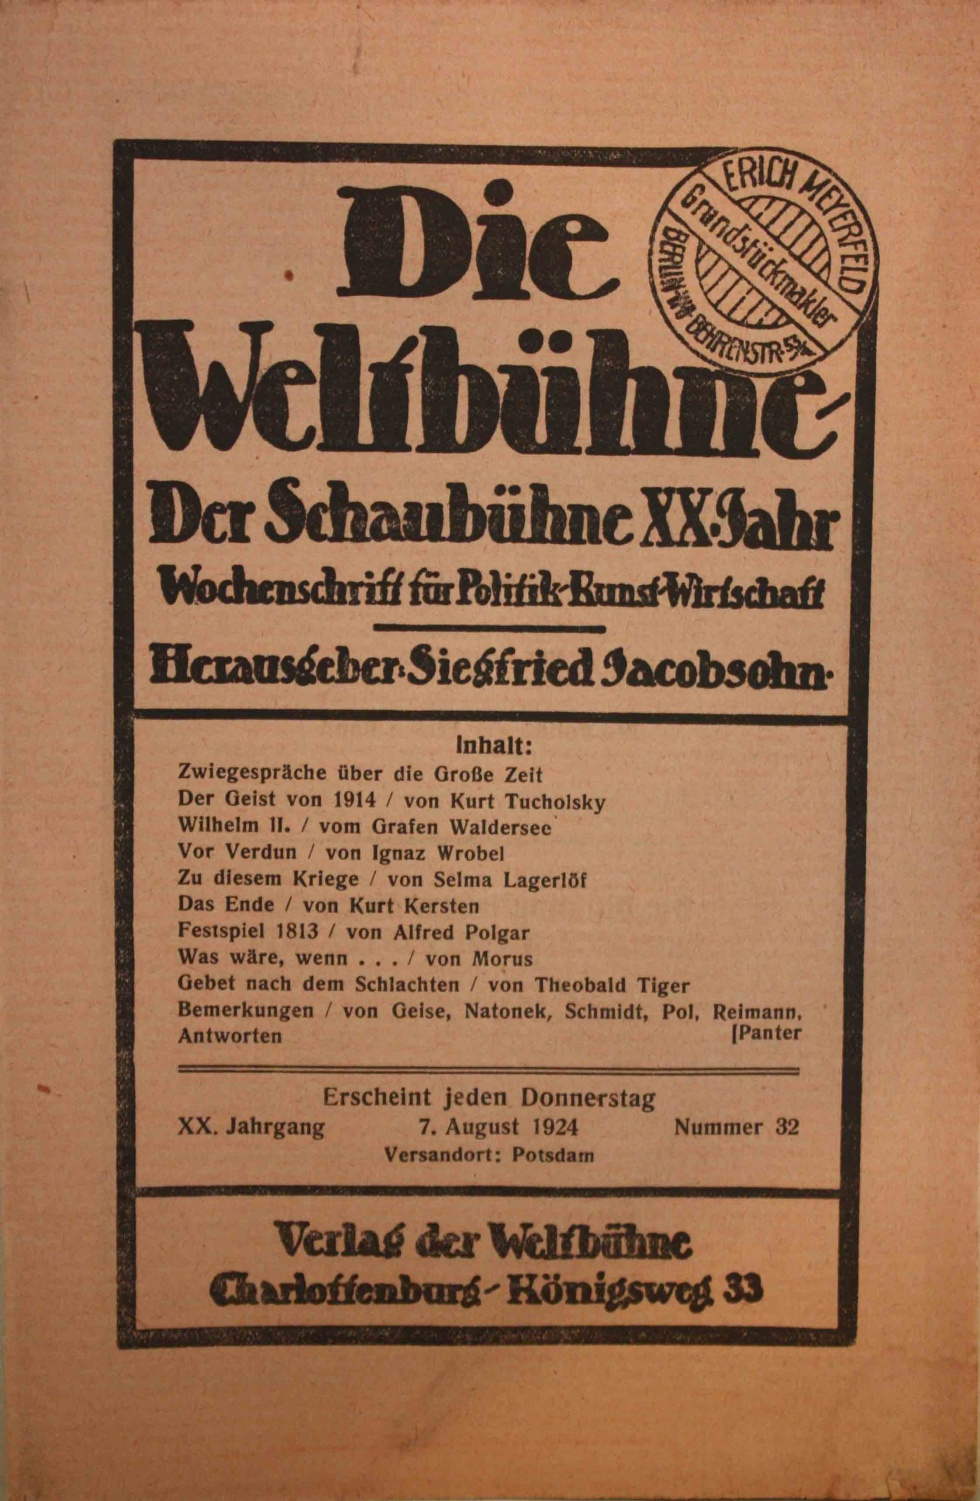 Die
Weltbühne
Der Schaubühne XX. Jahr
Wochenschrift für Politik-Kunst-Wirtschaft
Herausgeber: Siegfried Jacobsohn
ERICH MEYERFELD
Grundstückmakler
BERLIN BEHRENSTR.
Inhalt:
Zwiegespräche über die Große Zeit
Der Geist von 1914 / von Kurt Tucholsky
Wilhelm II. / vom Grafen Waldersee
Vor Verdun / von Ignaz Wrobel
Zu diesem Kriege / von Selma Lagerlöf
Das Ende / von Kurt Kersten
Festspiel 1813 / von Alfred Polgar
Was wäre, wenn . . . / von Morus
Gebet nach dem Schlachten / von Theobald Tiger
Bemerkungen / von Geise, Natonek, Schmidt, Pol, Reimann,
Antworten [Panter
Erscheint jeden Donnerstag
XX. Jahrgang 7. August 1924 Nummer 32
Versandort: Potsdam
Verlag der Weltbühne
Charlottenburg-Königsweg 33